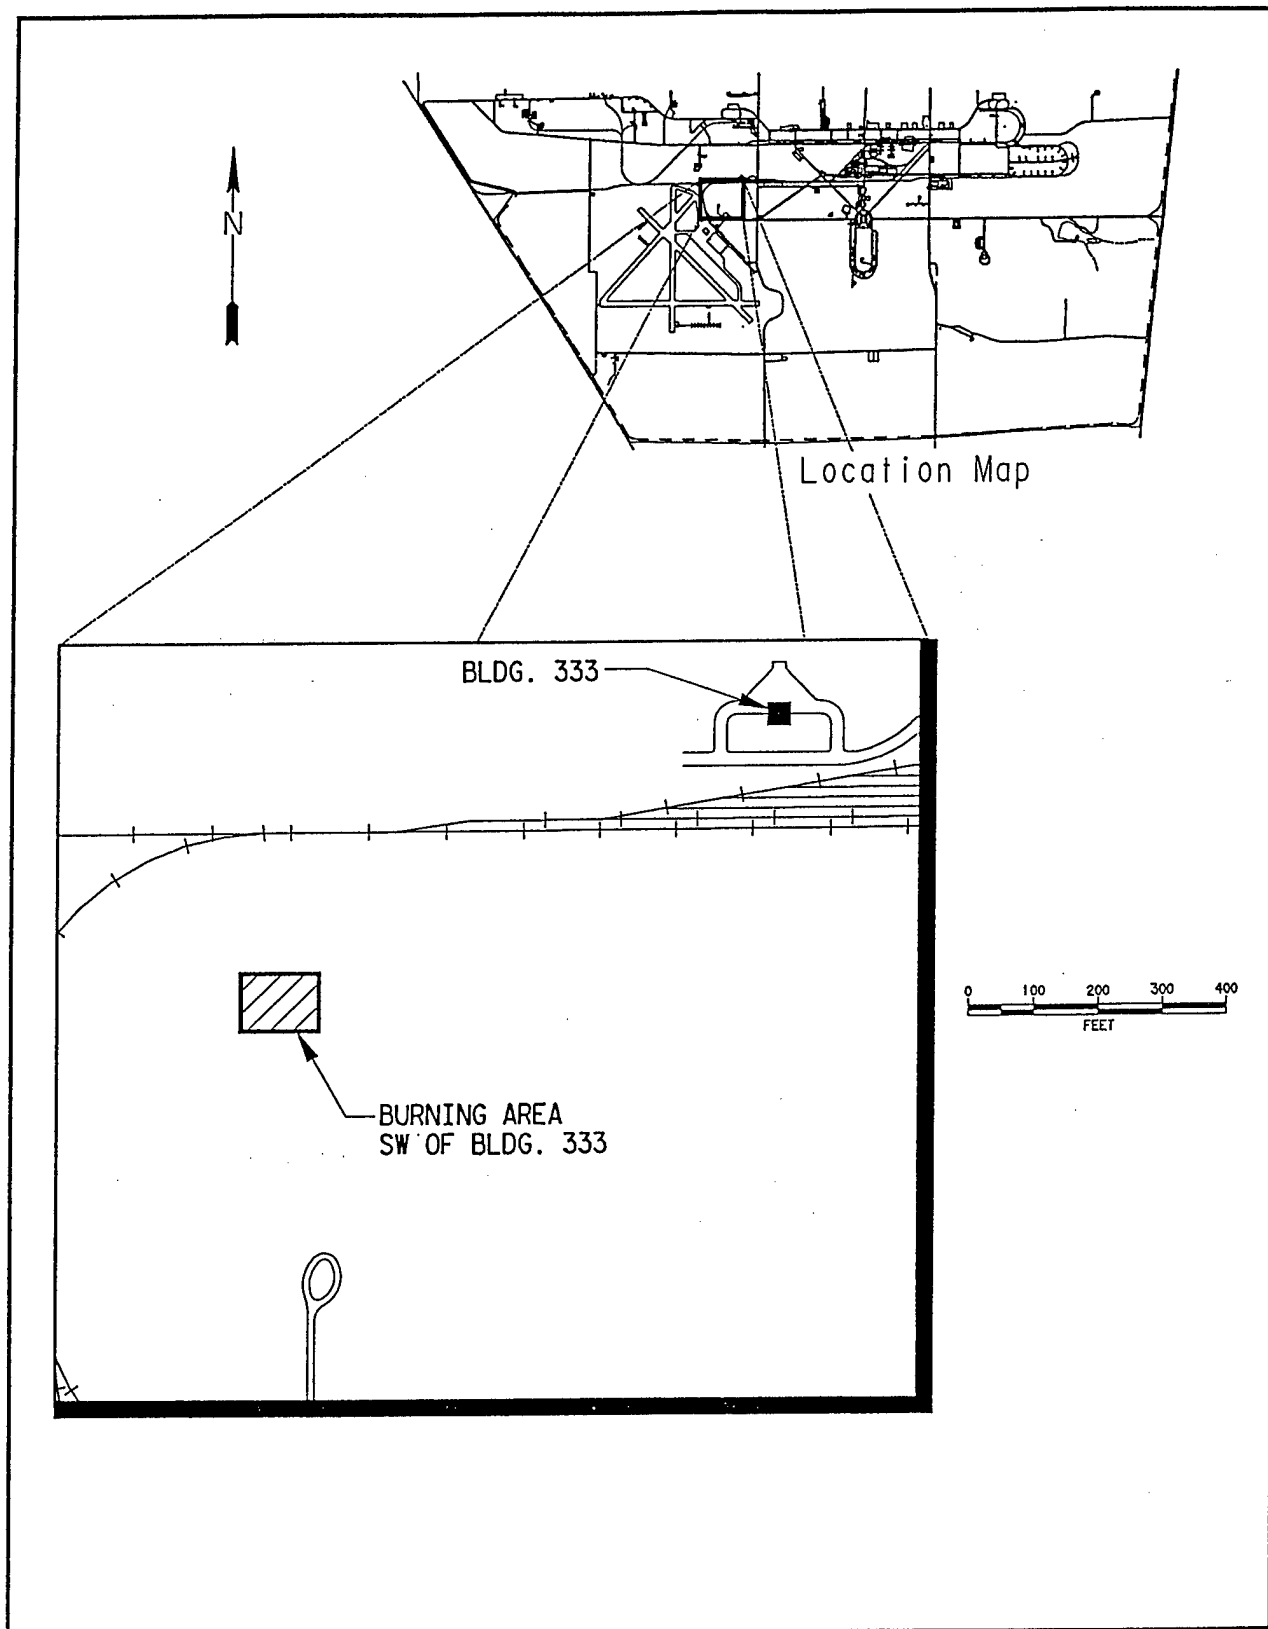 N
Location Map
BLDG. 333
0 100 200 300 400
FEET
BURNING AREA
SW OF BLDG. 333